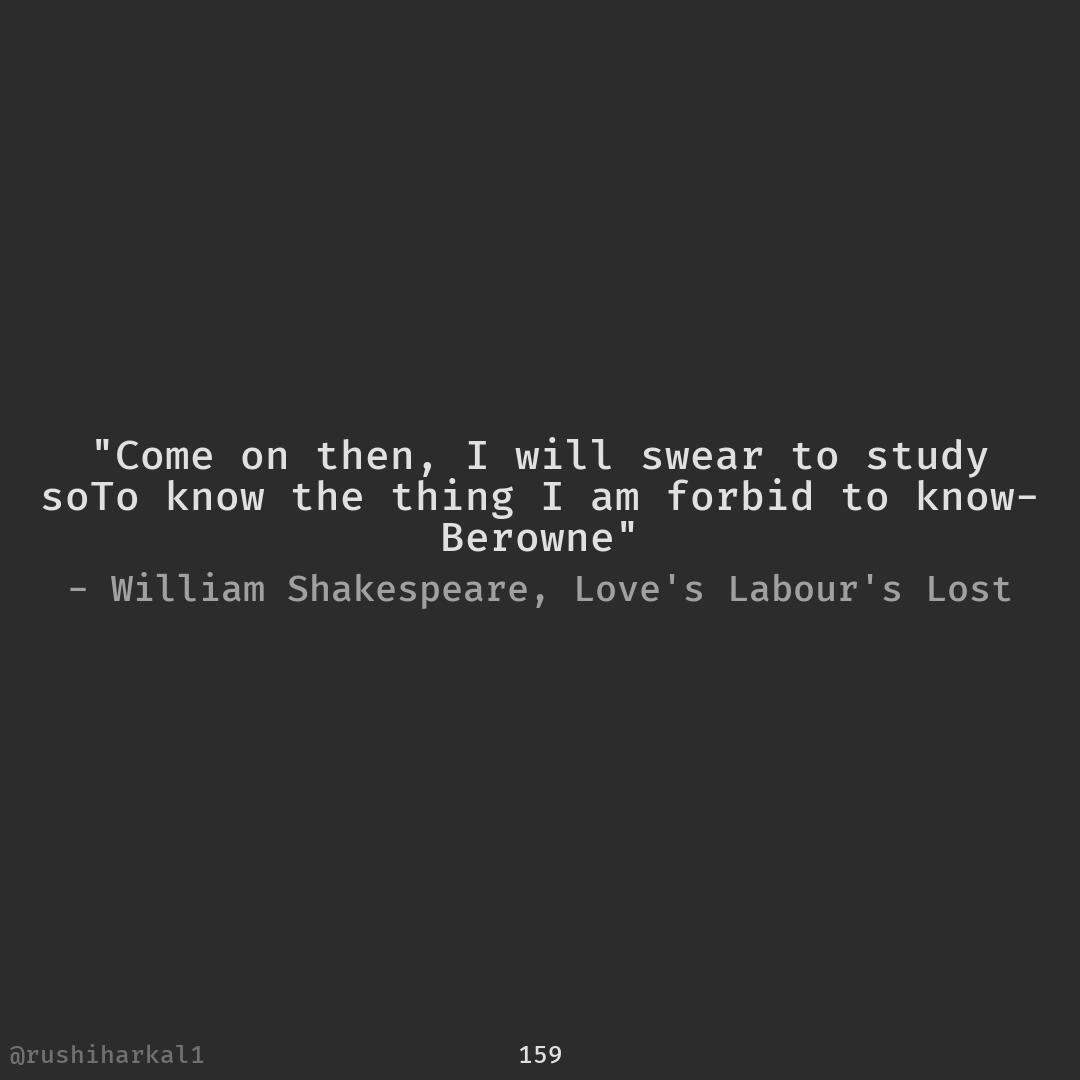 "Come on then, I will swear to study
soTo know the thing I am forbid to know-
Berowne"
- William Shakespeare, Love's Labour's Lost
@rushiharkal1
159